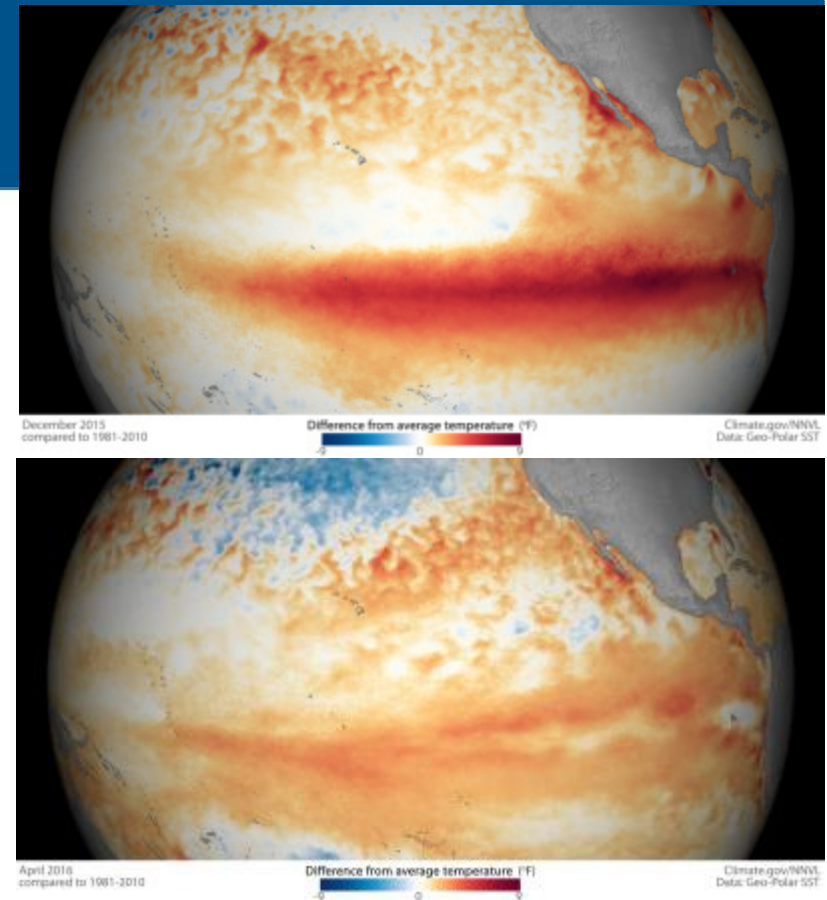 December 2015
compared to 1981-2010
Difference from average temperature (°F)
-9 0 9
Climate.gov/NNVL
Data: Geo-Polar SST
April 2016
compared to 1981-2010
Difference from average temperature (°F)
-9 0 9
Climate.gov/NNVL
Data: Geo-Polar SST